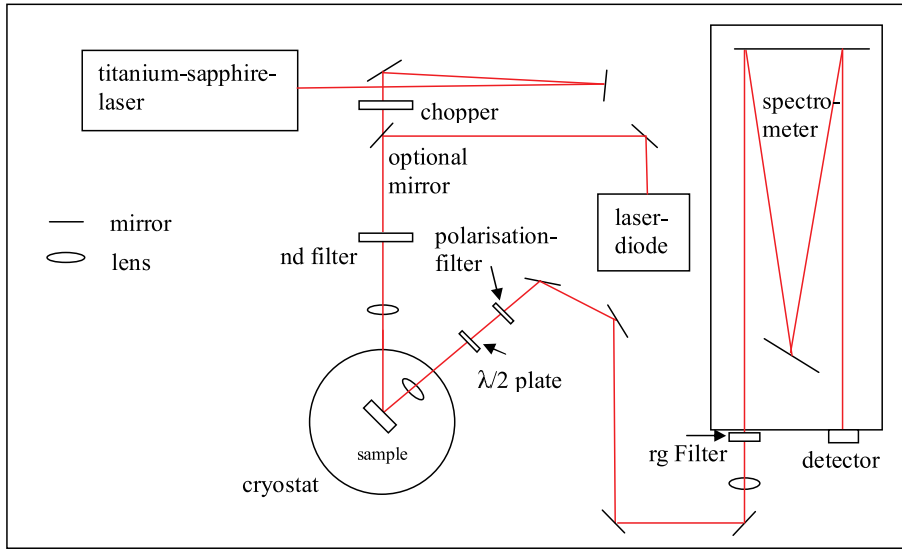 titanium-sapphire-
laser
chopper
optional
mirror
spectro-
meter
mirror
lens
nd filter
polarisation-
filter
laser-
diode
λ/2 plate
sample
cryostat
rg Filter
detector